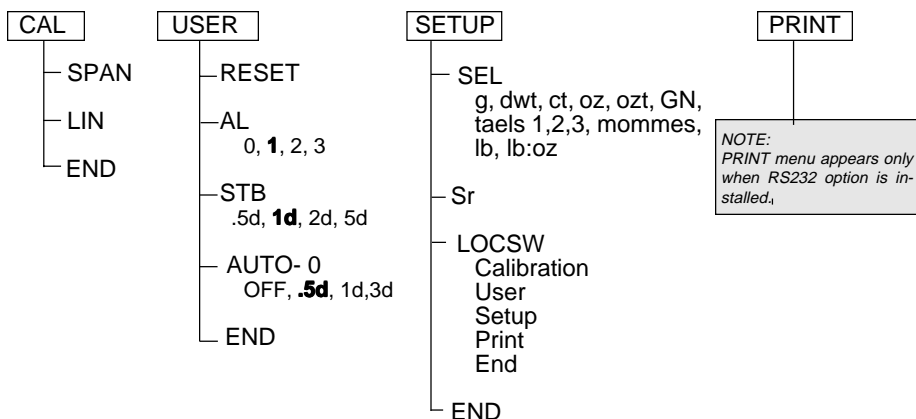 CAL
SPAN
LIN
END
USER
RESET
AL
0, 1, 2, 3
STB
.5d, 1d, 2d, 5d
AUTO- 0
OFF, .5d, 1d,3d
END
SETUP
SEL
g, dwt, ct, oz, ozt, GN,
taels 1,2,3, mommes,
lb, lb:oz
Sr
LOCSW
Calibration
User
Setup
Print
End
END
PRINT
NOTE:
PRINT menu appears only
when RS232 option is in-
stalled.